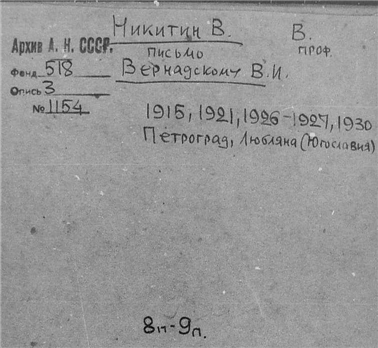 Никитин В. В.
проф.
письмо
Архив А. Н. СССР.
Вернадскому В.И.
Фонд 518
Опись 3
№ 1154
1915, 1921, 1926-1927, 1930
Петроград, Любляна (Югославия)
8п-9п.